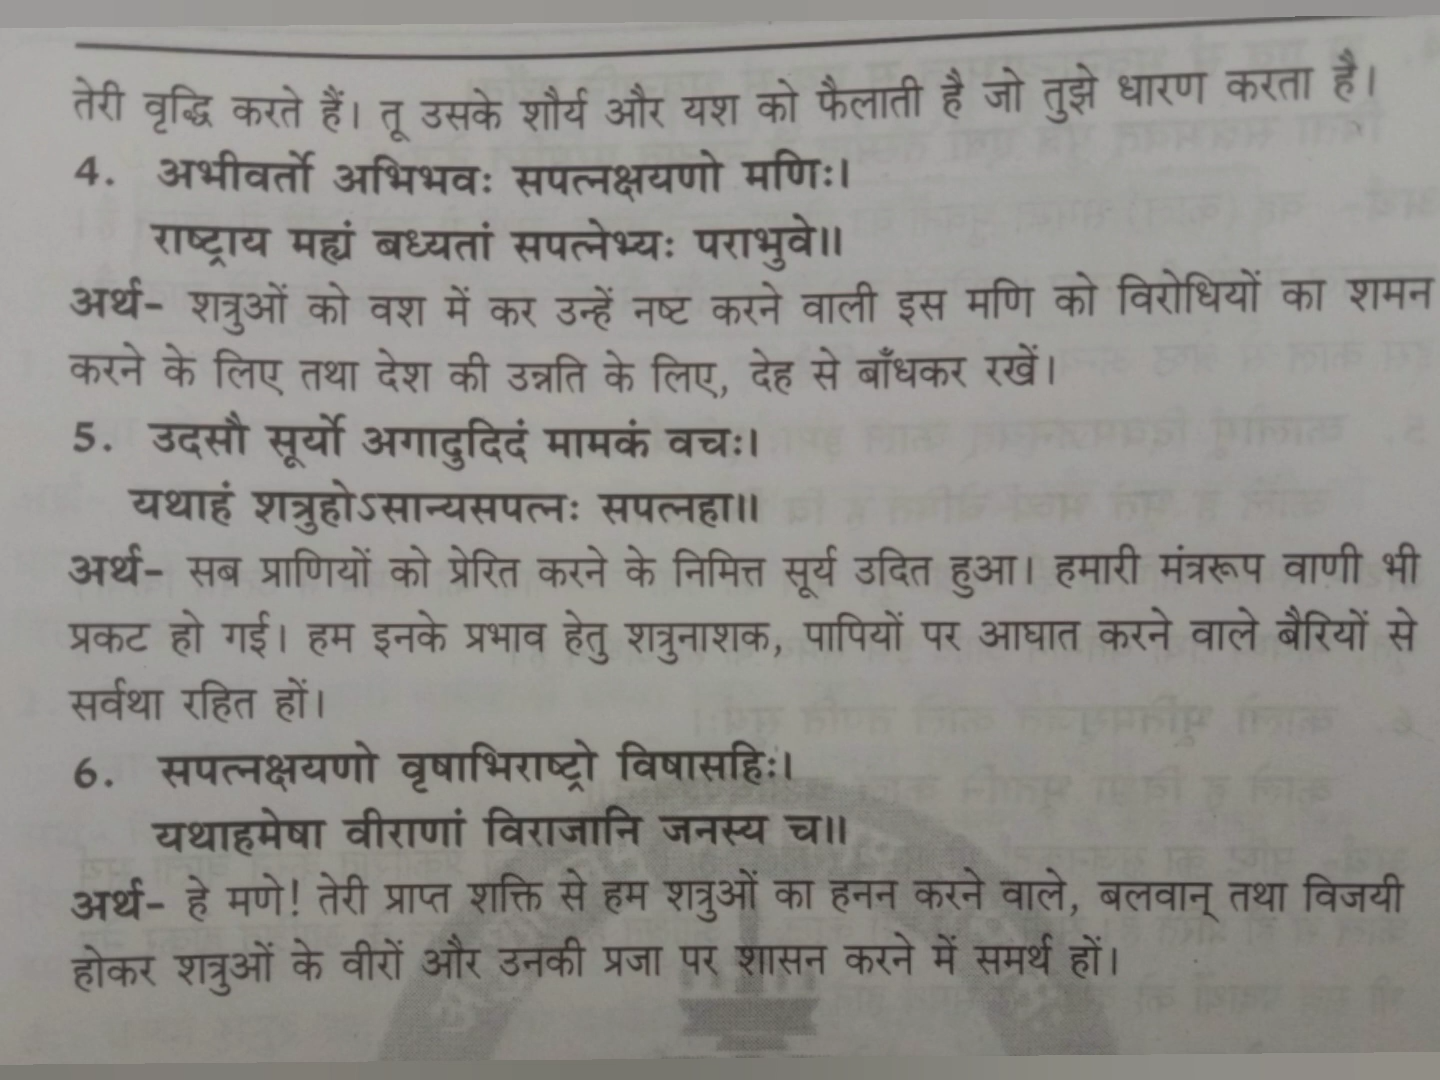 तेरी वृद्धि करते हैं। तू उसके शौर्य और यश को फैलाती है जो तुझे धारण करता है।
4. अभीवर्तो अभिभवः सपत्नक्षयणो मणिः।
राष्ट्राय मह्यं बध्यतां सपत्नेभ्यः पराभुवे॥
अर्थ- शत्रुओं को वश में कर उन्हें नष्ट करने वाली इस मणि को विरोधियों का शमन
करने के लिए तथा देश की उन्नति के लिए, देह से बाँधकर रखें।
5. उदसौ सूर्यो अगादुदिदं मामकं वचः।
यथाहं शत्रुहोऽसान्यसपत्नः सपत्नहा॥
अर्थ- सब प्राणियों को प्रेरित करने के निमित्त सूर्य उदित हुआ। हमारी मंत्ररूप वाणी भी
प्रकट हो गई। हम इनके प्रभाव हेतु शत्रुनाशक, पापियों पर आघात करने वाले बैरियों से
सर्वथा रहित हों।
6. सपत्नक्षयणो वृषाभिराष्ट्रो विषासहिः।
यथाहमेषा वीराणां विराजानि जनस्य च॥
अर्थ- हे मणे! तेरी प्राप्त शक्ति से हम शत्रुओं का हनन करने वाले, बलवान् तथा विजयी
होकर शत्रुओं के वीरों और उनकी प्रजा पर शासन करने में समर्थ हों।